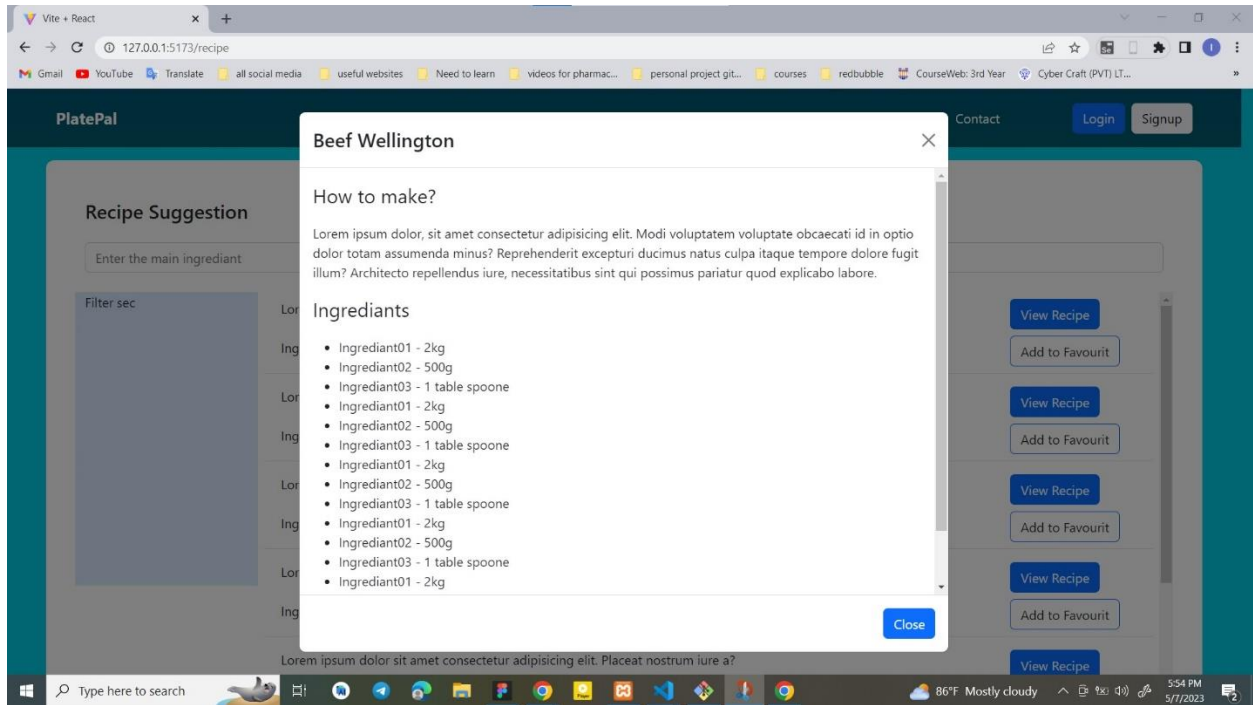 Vite + React
127.0.0.1:5173/recipe
Gmail YouTube Translate all social media useful websites Need to learn videos for pharmac... personal project git... courses redbubble CourseWeb: 3rd Year Cyber Craft (PVT) LT... »
PlatePal Contact Login Signup
Beef Wellington
How to make?
Recipe Suggestion
Lorem ipsum dolor, sit amet consectetur adipisicing elit. Modi voluptatem voluptate obcaecati id in optio
dolor totam assumenda minus? Reprehenderit excepturi ducimus natus culpa itaque tempore dolore fugit
illum? Architecto repellendus iure, necessitatibus sint qui possimus pariatur quod explicabo labore.
Enter the main ingredient
Filter sec
Ingrediants
Lor
View Recipe
Ing
Add to Favourit
Ingrediant01 - 2kg
Ingrediant02 - 500g
Ingrediant03 - 1 table spoone
Lor
View Recipe
Ingrediant01 - 2kg
Ingrediant02 - 500g
Ing
Add to Favourit
Ingrediant03 - 1 table spoone
Ingrediant01 - 2kg
Lor
View Recipe
Ingrediant02 - 500g
Ingrediant03 - 1 table spoone
Ing
Add to Favourit
Ingrediant01 - 2kg
Ingrediant02 - 500g
Ingrediant03 - 1 table spoone
Lor
View Recipe
Ingrediant01 - 2kg
Ing
Add to Favourit
Close
Lorem ipsum dolor sit amet consectetur adipisicing elit. Placeat nostrum iure a?
View Recipe
Type here to search
86°F Mostly cloudy
5:54 PM
5/7/2023